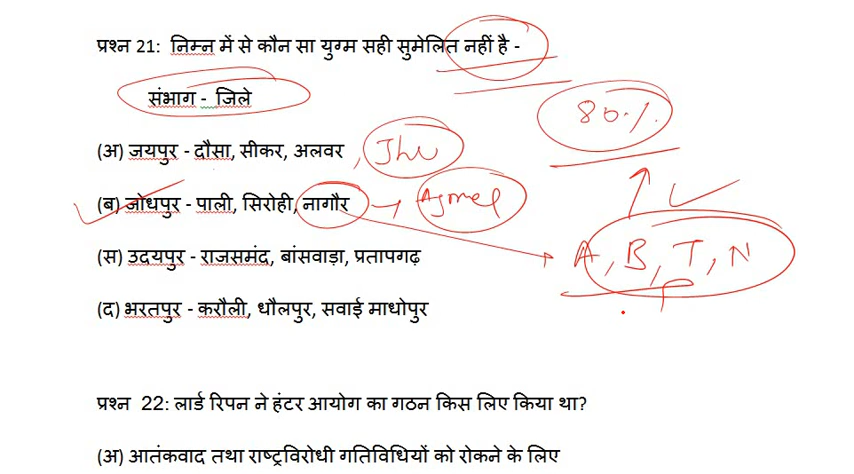 प्रश्न 21: निम्न में से कौन सा युग्म सही सुमेलित नहीं है -
संभाग - जिले
80%
(अ) जयपुर - दौसा, सीकर, अलवर, Jhu
(ब) जोधपुर - पाली, सिरोही, नागौर → Ajmer
(स) उदयपुर - राजसमंद, बांसवाड़ा, प्रतापगढ़
A, B, T, N
(द) भरतपुर - करौली, धौलपुर, सवाई माधोपुर
प्रश्न 22: लार्ड रिपन ने हंटर आयोग का गठन किस लिए किया था?
(अ) आतंकवाद तथा राष्ट्रविरोधी गतिविधियों को रोकने के लिए